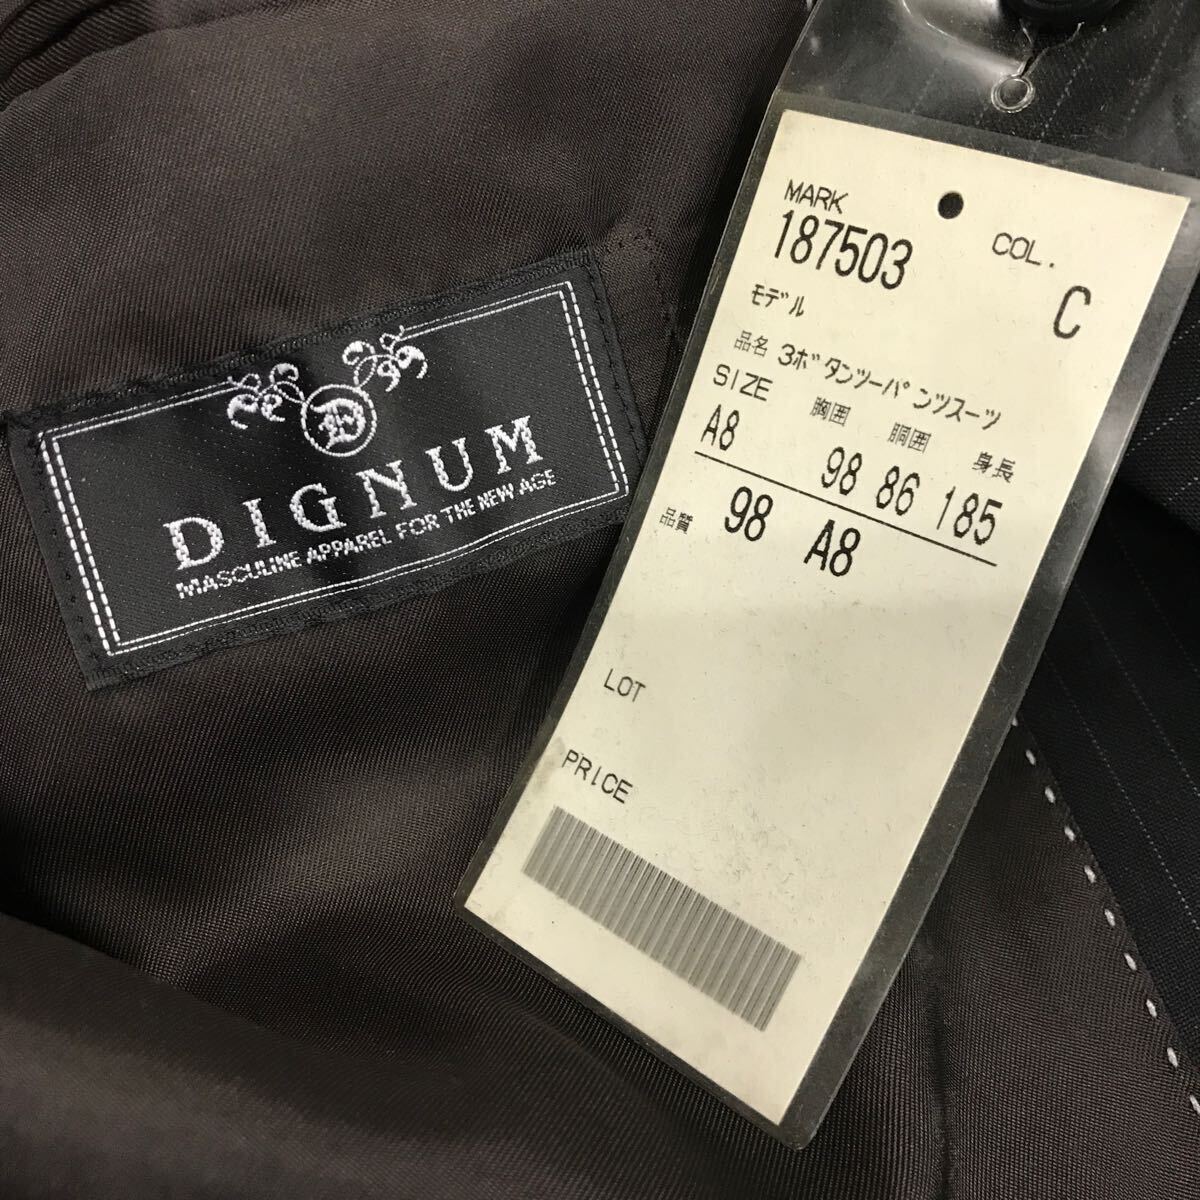 D
DIGNUM
MASCULINE APPAREL FOR THE NEW AGE
MARK COL.
187503 C
モデル
品名 3ボタンツーパンツスーツ
SIZE 胸囲 胴囲 身長
A8 98 86 185
品質 98 A8
LOT
PRICE